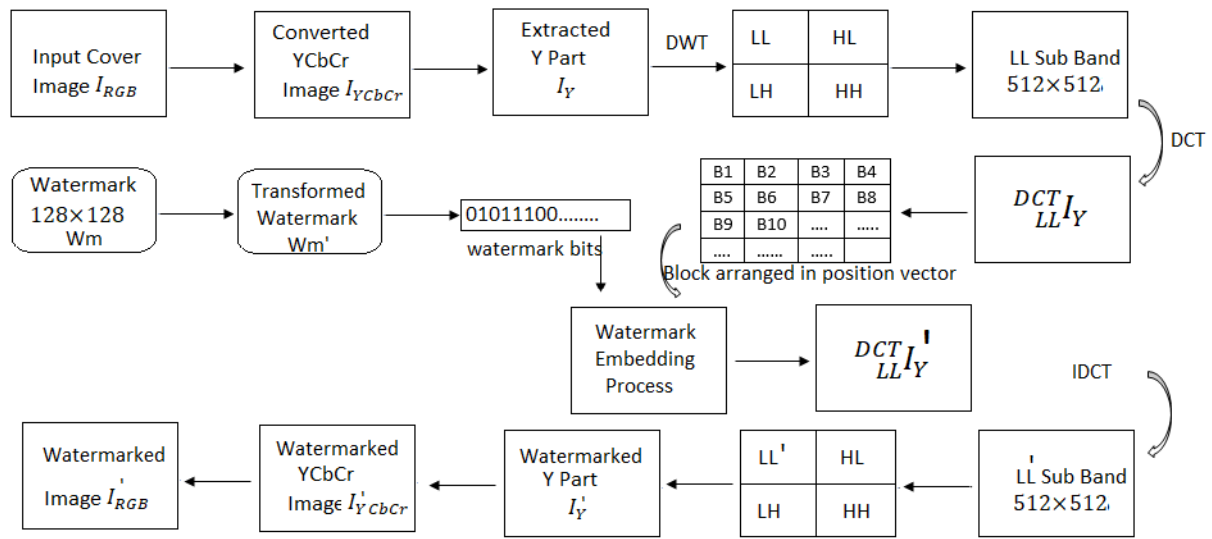 Input Cover
Image I_RGB
Converted
YCbCr
Image I_YCbCr
Extracted
Y Part
I_Y
DWT
LL HL
LH HH
LL Sub Band
512×512
DCT
Watermark
128×128
Wm
Transformed
Watermark
Wm'
01011100........
watermark bits
B1 B2 B3 B4
B5 B6 B7 B8
B9 B10 .... .....
.... ...... .....
Block arranged in position vector
DCT
LL I_Y
Watermark
Embedding
Process
DCT
LL I_Y'
IDCT
Watermarked
Image I'_RGB
Watermarked
YCbCr
Image I'_YCbCr
Watermarked
Y Part
I'_Y
LL' HL
LH HH
LL' Sub Band
512×512